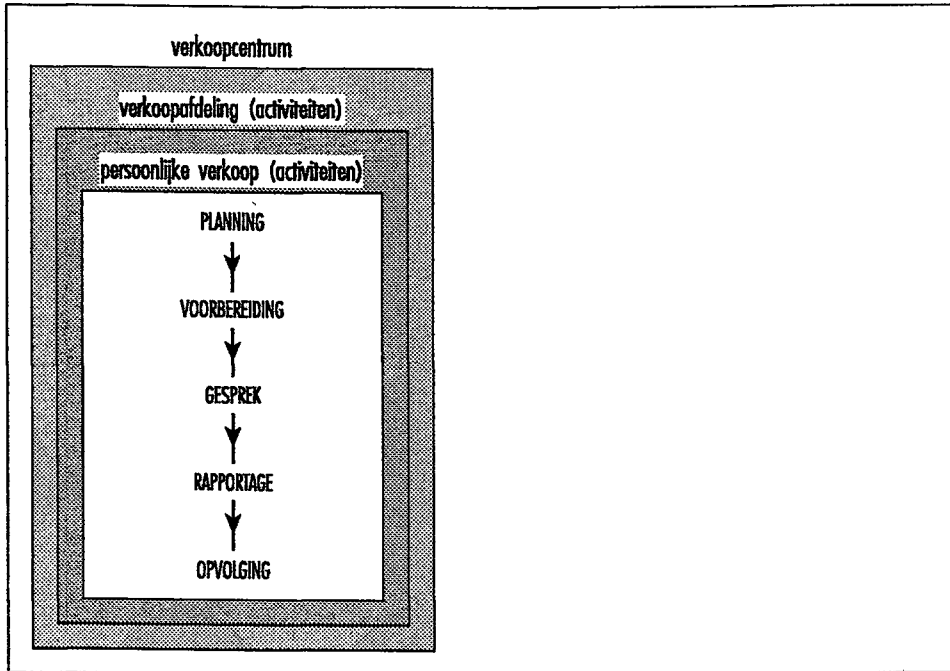 verkoopcentrum
verkoopafdeling (activiteiten)
persoonlijke verkoop (activiteiten)
PLANNING
VOORBEREIDING
GESPREK
RAPPORTAGE
OPVOLGING